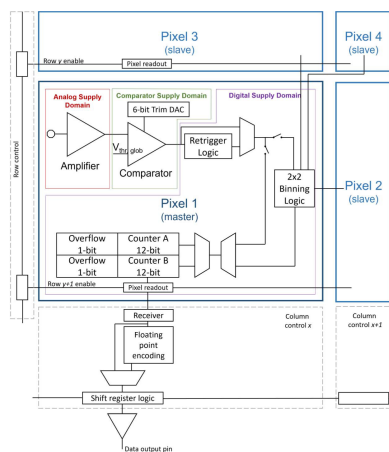 Pixel 3
(slave)
Pixel 4
(slave)
Row y enable
Pixel readout
Analog Supply
Domain
Comparator Supply Domain
Digital Supply Domain
6-bit Trim DAC
Vthr, glob
Amplifier
Comparator
Retrigger
Logic
2x2
Binning
Logic
Pixel 2
(slave)
Pixel 1
(master)
Row control
Overflow
1-bit
Counter A
12-bit
Overflow
1-bit
Counter B
12-bit
Row y+1 enable
Pixel readout
Receiver
Floating
point
encoding
Column
control x
Column
control x+1
Shift register logic
Data output pin